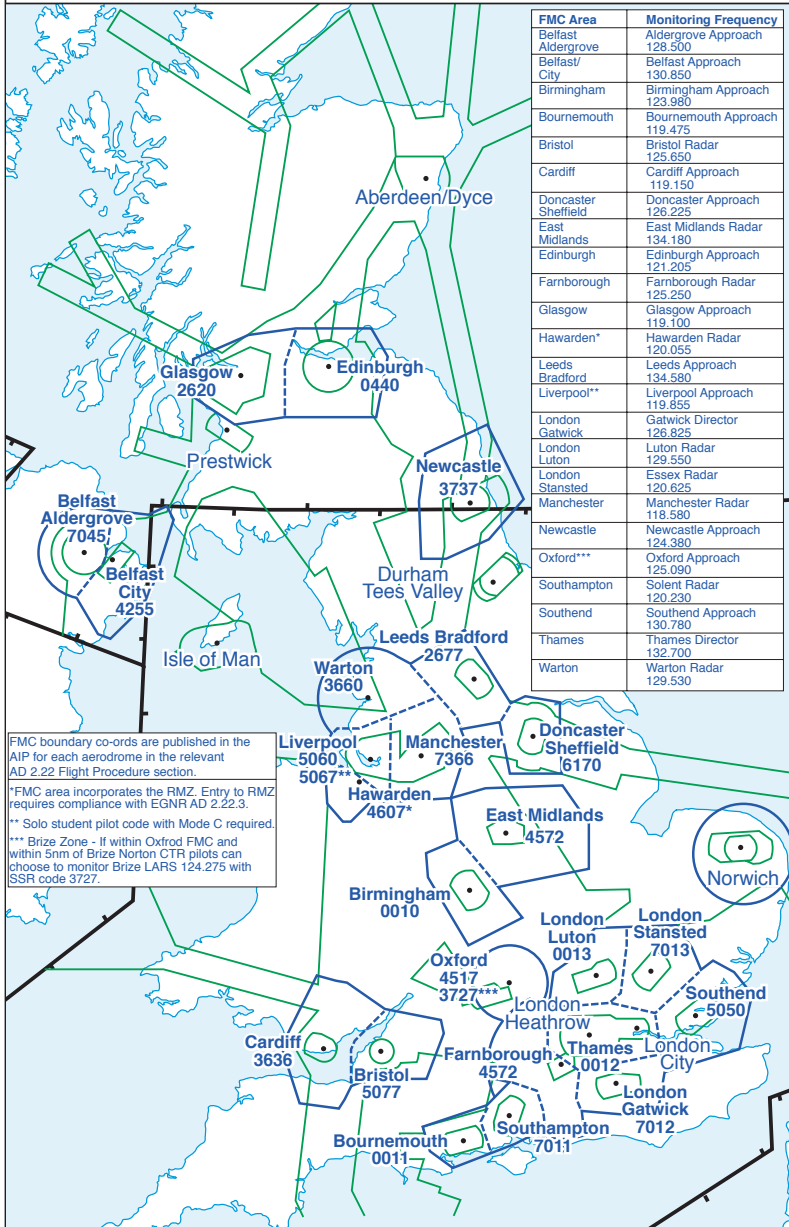 FMC Area Monitoring Frequency
Belfast Aldergrove Approach
Aldergrove 128.500
Belfast/ Belfast Approach
City 130.850
Birmingham Birmingham Approach
123.980
Bournemouth Bournemouth Approach
119.475
Bristol Bristol Radar
125.650
Cardiff Cardiff Approach
119.150
Doncaster Doncaster Approach
Sheffield 126.225
East East Midlands Radar
Midlands 134.180
Edinburgh Edinburgh Approach
121.205
Farnborough Farnborough Radar
125.250
Glasgow Glasgow Approach
119.100
Hawarden* Hawarden Radar
120.055
Leeds Leeds Approach
Bradford 134.580
Liverpool** Liverpool Approach
119.855
London Gatwick Director
Gatwick 126.825
London Luton Radar
Luton 129.550
London Essex Radar
Stansted 120.625
Manchester Manchester Radar
118.580
Newcastle Newcastle Approach
124.380
Oxford*** Oxford Approach
125.090
Southampton Solent Radar
120.230
Southend Southend Approach
130.780
Thames Thames Director
132.700
Warton Warton Radar
129.530
Aberdeen/Dyce
Glasgow
2620
Edinburgh
0440
Prestwick
Newcastle
3737
Belfast
Aldergrove
7045
Belfast
City
4255
Durham
Tees Valley
Isle of Man
Leeds Bradford
2677
Warton
3660
Liverpool
5060
5067**
Manchester
7366
Doncaster
Sheffield
6170
Hawarden
4607*
FMC boundary co-ords are published in the
AIP for each aerodrome in the relevant
AD 2.22 Flight Procedure section.
*FMC area incorporates the RMZ. Entry to RMZ
requires compliance with EGNR AD 2.22.3.
** Solo student pilot code with Mode C required.
*** Brize Zone - If within Oxfrod FMC and
within 5nm of Brize Norton CTR pilots can
choose to monitor Brize LARS 124.275 with
SSR code 3727.
East Midlands
4572
Norwich
Birmingham
0010
London
Luton
0013
London
Stansted
7013
Oxford
4517
3727***
London
Heathrow
Southend
5050
Cardiff
3636
Bristol
5077
Farnborough
4572
Thames
0012
London
City
London
Gatwick
7012
Bournemouth
0011
Southampton
7011